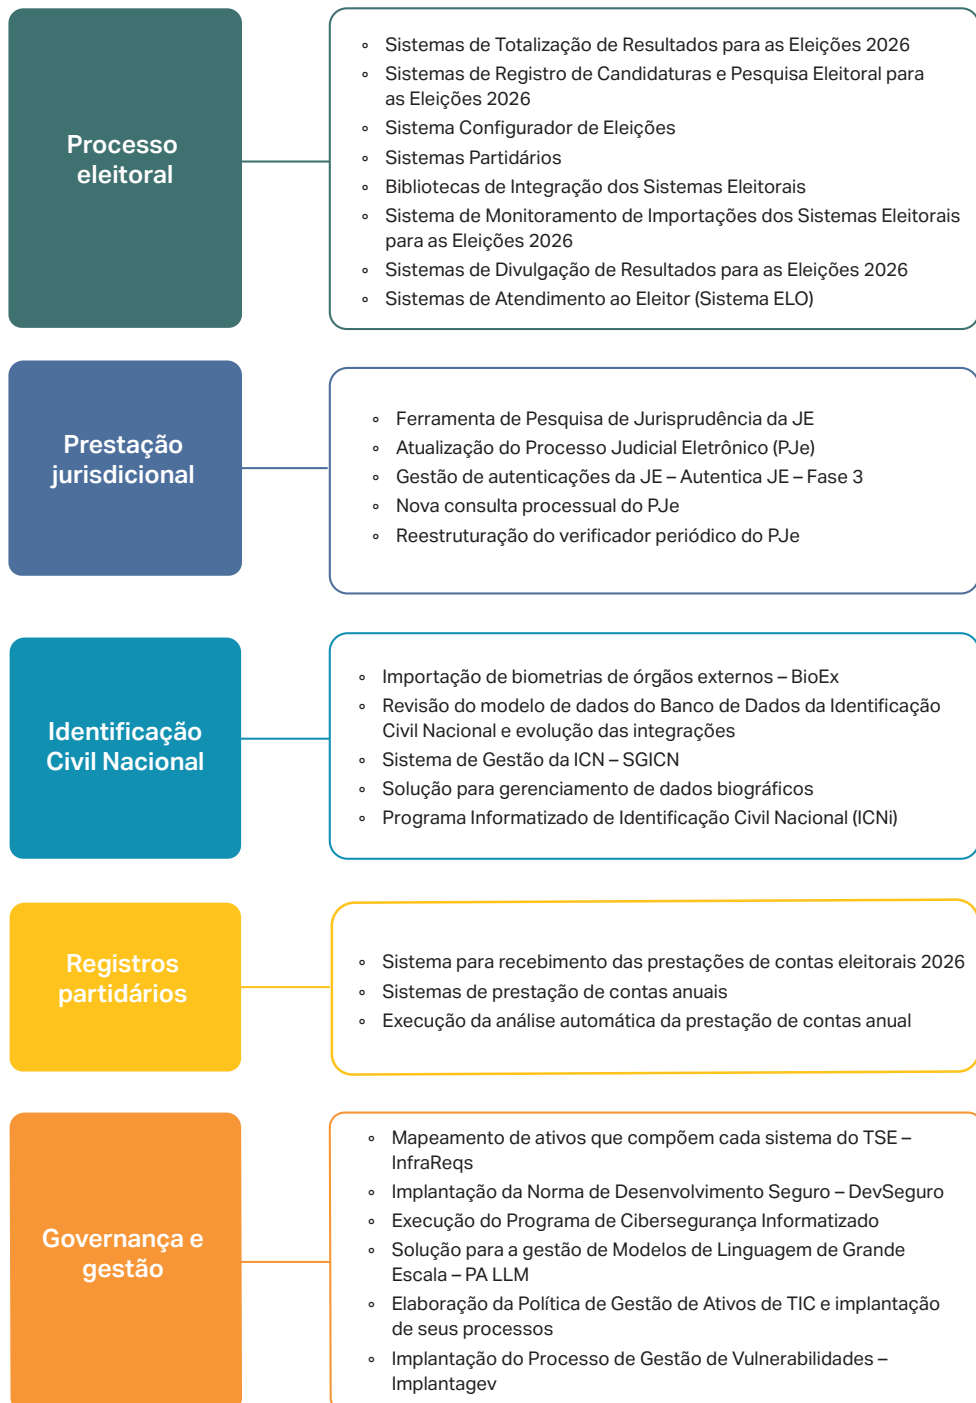 Processo
eleitoral
◦ Sistemas de Totalização de Resultados para as Eleições 2026
◦ Sistemas de Registro de Candidaturas e Pesquisa Eleitoral para
as Eleições 2026
◦ Sistema Configurador de Eleições
◦ Sistemas Partidários
◦ Bibliotecas de Integração dos Sistemas Eleitorais
◦ Sistema de Monitoramento de Importações dos Sistemas Eleitorais
para as Eleições 2026
◦ Sistemas de Divulgação de Resultados para as Eleições 2026
◦ Sistemas de Atendimento ao Eleitor (Sistema ELO)
Prestação
jurisdicional
◦ Ferramenta de Pesquisa de Jurisprudência da JE
◦ Atualização do Processo Judicial Eletrônico (PJe)
◦ Gestão de autenticações da JE – Autentica JE – Fase 3
◦ Nova consulta processual do PJe
◦ Reestruturação do verificador periódico do PJe
Identificação
Civil Nacional
◦ Importação de biometrias de órgãos externos – BioEx
◦ Revisão do modelo de dados do Banco de Dados da Identificação
Civil Nacional e evolução das integrações
◦ Sistema de Gestão da ICN – SGICN
◦ Solução para gerenciamento de dados biográficos
◦ Programa Informatizado de Identificação Civil Nacional (ICNi)
Registros
partidários
◦ Sistema para recebimento das prestações de contas eleitorais 2026
◦ Sistemas de prestação de contas anuais
◦ Execução da análise automática da prestação de contas anual
Governança e
gestão
◦ Mapeamento de ativos que compõem cada sistema do TSE –
InfraReqs
◦ Implantação da Norma de Desenvolvimento Seguro – DevSeguro
◦ Execução do Programa de Cibersegurança Informatizado
◦ Solução para a gestão de Modelos de Linguagem de Grande
Escala – PA LLM
◦ Elaboração da Política de Gestão de Ativos de TIC e implantação
de seus processos
◦ Implantação do Processo de Gestão de Vulnerabilidades –
Implantagev